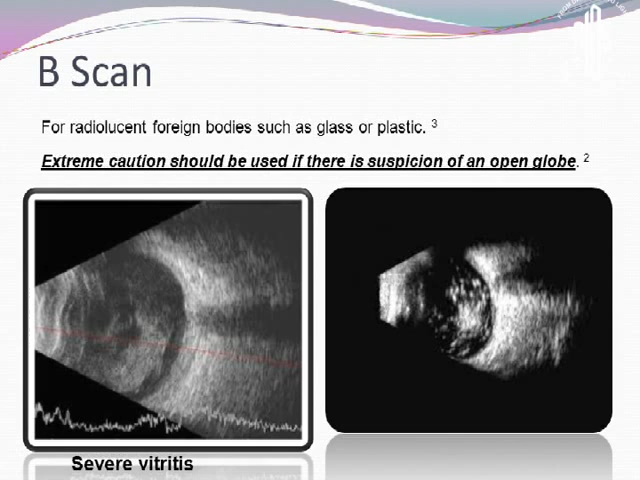 B Scan
For radiolucent foreign bodies such as glass or plastic. 3
Extreme caution should be used if there is suspicion of an open globe. 2
Severe vitritis